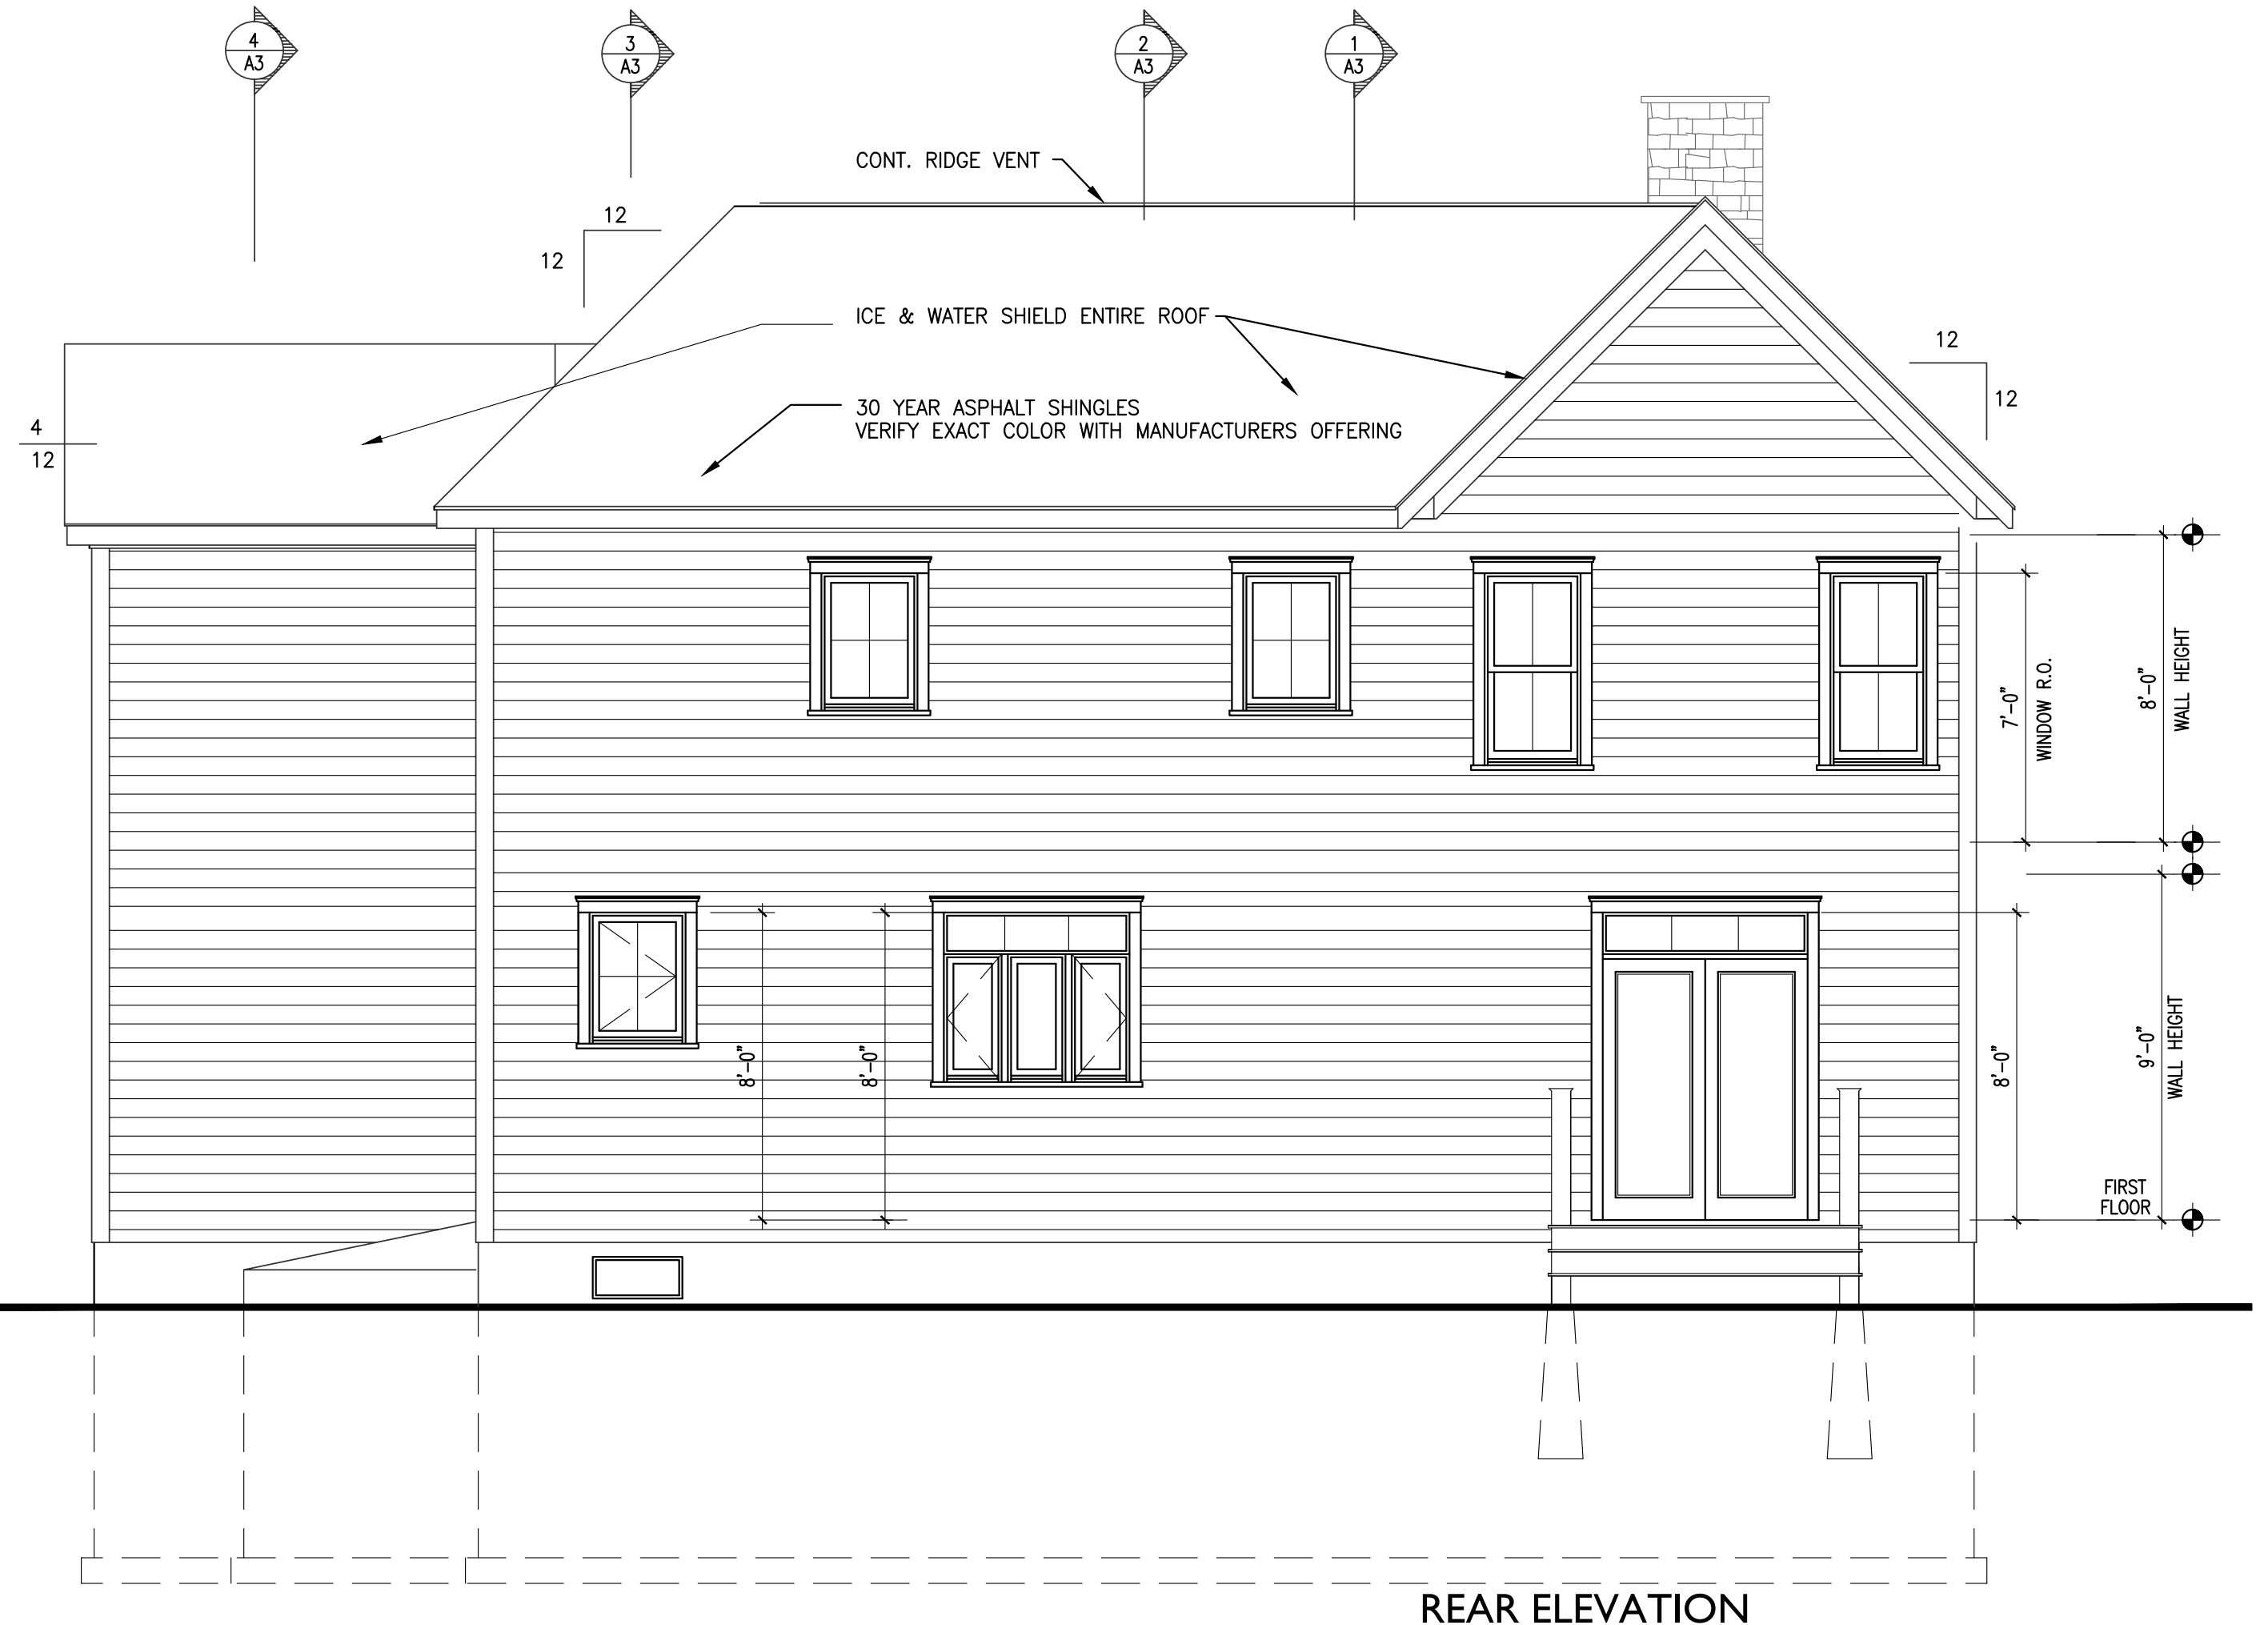 4
A3
3
A3
2
A3
1
A3
CONT. RIDGE VENT
12
12
ICE & WATER SHIELD ENTIRE ROOF
12
12
30 YEAR ASPHALT SHINGLES
VERIFY EXACT COLOR WITH MANUFACTURERS OFFERING
4
12
7'-0"
WINDOW R.O.
8'-0"
WALL HEIGHT
8'-0"
8'-0"
8'-0"
9'-0"
WALL HEIGHT
FIRST
FLOOR
REAR ELEVATION